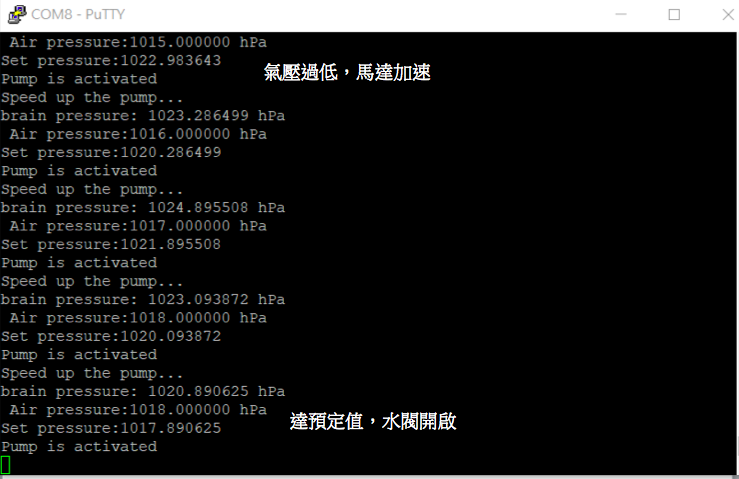 COM8 - PuTTY
Air pressure:1015.000000 hPa
Set pressure:1022.983643
氣壓過低，馬達加速
Pump is activated
Speed up the pump...
brain pressure: 1023.286499 hPa
Air pressure:1016.000000 hPa
Set pressure:1020.286499
Pump is activated
Speed up the pump...
brain pressure: 1024.895508 hPa
Air pressure:1017.000000 hPa
Set pressure:1021.895508
Pump is activated
Speed up the pump...
brain pressure: 1023.093872 hPa
Air pressure:1018.000000 hPa
Set pressure:1020.093872
Pump is activated
Speed up the pump...
brain pressure: 1020.890625 hPa
Air pressure:1018.000000 hPa
達預定值，水閥開啟
Set pressure:1017.890625
Pump is activated